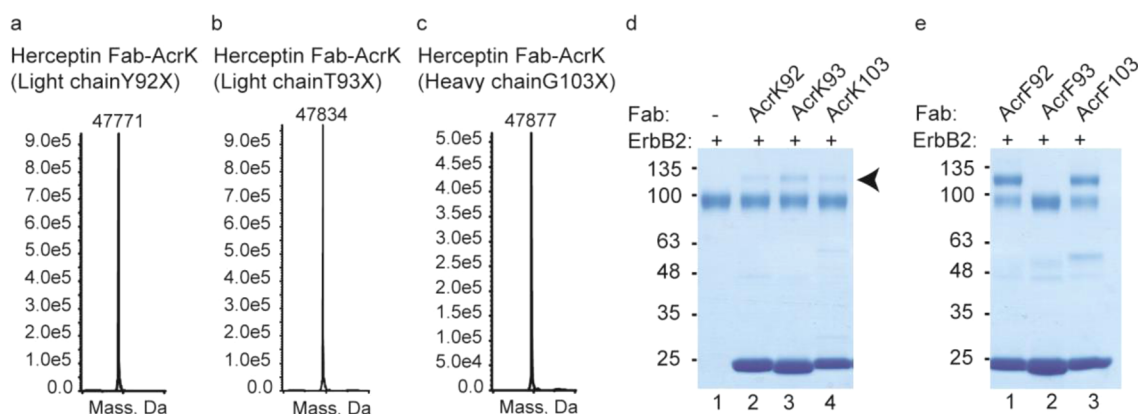 a
Herceptin Fab-AcrK
(Light chainY92X)
47771
9.0e5
8.0e5
7.0e5
6.0e5
5.0e5
4.0e5
3.0e5
2.0e5
1.0e5
0.0
Mass, Da
b
Herceptin Fab-AcrK
(Light chainT93X)
47834
9.0e5
8.0e5
7.0e5
6.0e5
5.0e5
4.0e5
3.0e5
2.0e5
1.0e5
0.0
Mass, Da
c
Herceptin Fab-AcrK
(Heavy chainG103X)
47877
5.0e5
4.5e5
4.0e5
3.5e5
3.0e5
2.5e5
2.0e5
1.5e5
1.0e5
5.0e4
0.0
Mass, Da
d
Fab: - AcrK92 AcrK93 AcrK103
ErbB2: + + + +
135
100
63
48
35
25
1 2 3 4
e
Fab: AcrF92 AcrF93 AcrF103
ErbB2: + + +
135
100
63
48
35
25
1 2 3